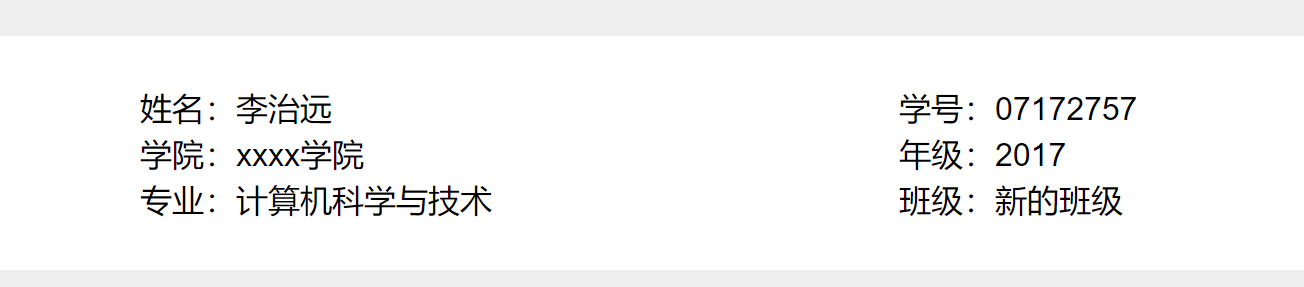 姓名：李治远
学号：07172757
学院：xxxx学院
年级：2017
专业：计算机科学与技术
班级：新的班级